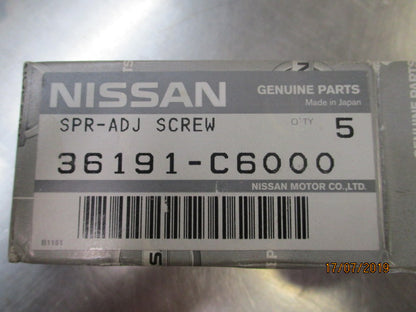 NISSAN
GENUINE PARTS
Made in Japan
SPR-ADJ SCREW
Q'TY 5
36191-C6000
NISSAN MOTOR CO.,LTD.
B1151
17/07/2019